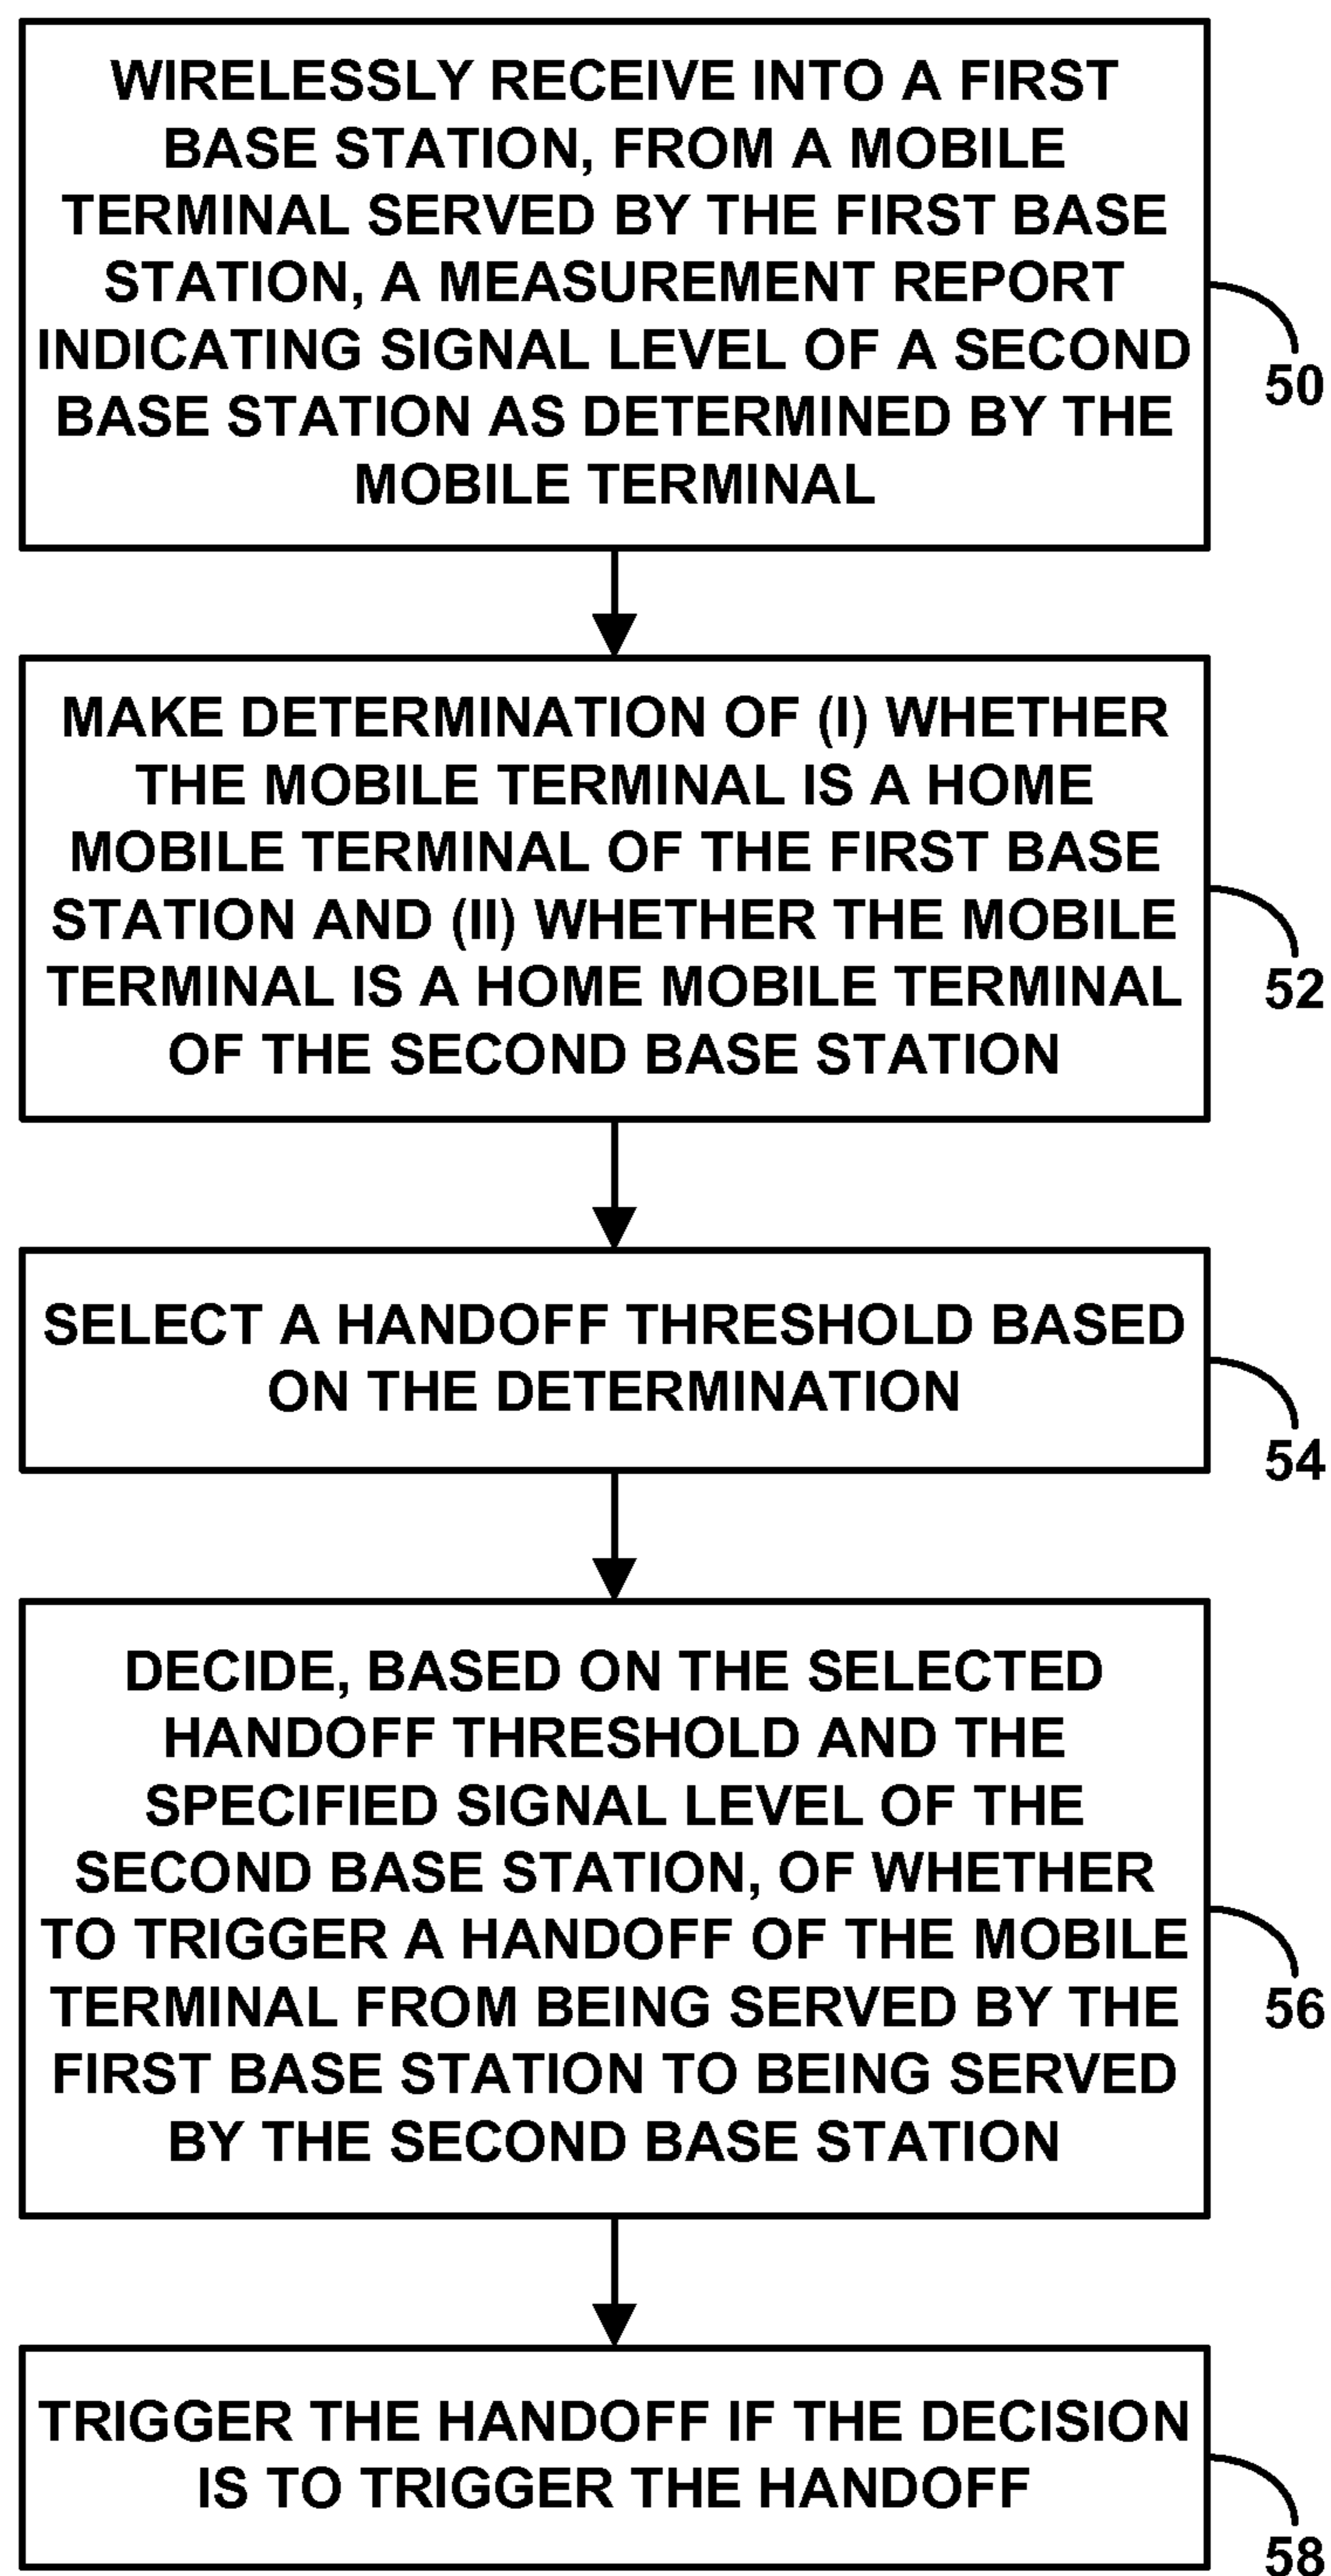 WIRELESSLY RECEIVE INTO A FIRST
BASE STATION, FROM A MOBILE
TERMINAL SERVED BY THE FIRST BASE
STATION, A MEASUREMENT REPORT
INDICATING SIGNAL LEVEL OF A SECOND
BASE STATION AS DETERMINED BY THE
MOBILE TERMINAL
50
MAKE DETERMINATION OF (I) WHETHER
THE MOBILE TERMINAL IS A HOME
MOBILE TERMINAL OF THE FIRST BASE
STATION AND (II) WHETHER THE MOBILE
TERMINAL IS A HOME MOBILE TERMINAL
OF THE SECOND BASE STATION
52
SELECT A HANDOFF THRESHOLD BASED
ON THE DETERMINATION
54
DECIDE, BASED ON THE SELECTED
HANDOFF THRESHOLD AND THE
SPECIFIED SIGNAL LEVEL OF THE
SECOND BASE STATION, OF WHETHER
TO TRIGGER A HANDOFF OF THE MOBILE
TERMINAL FROM BEING SERVED BY THE
FIRST BASE STATION TO BEING SERVED
BY THE SECOND BASE STATION
56
TRIGGER THE HANDOFF IF THE DECISION
IS TO TRIGGER THE HANDOFF
58